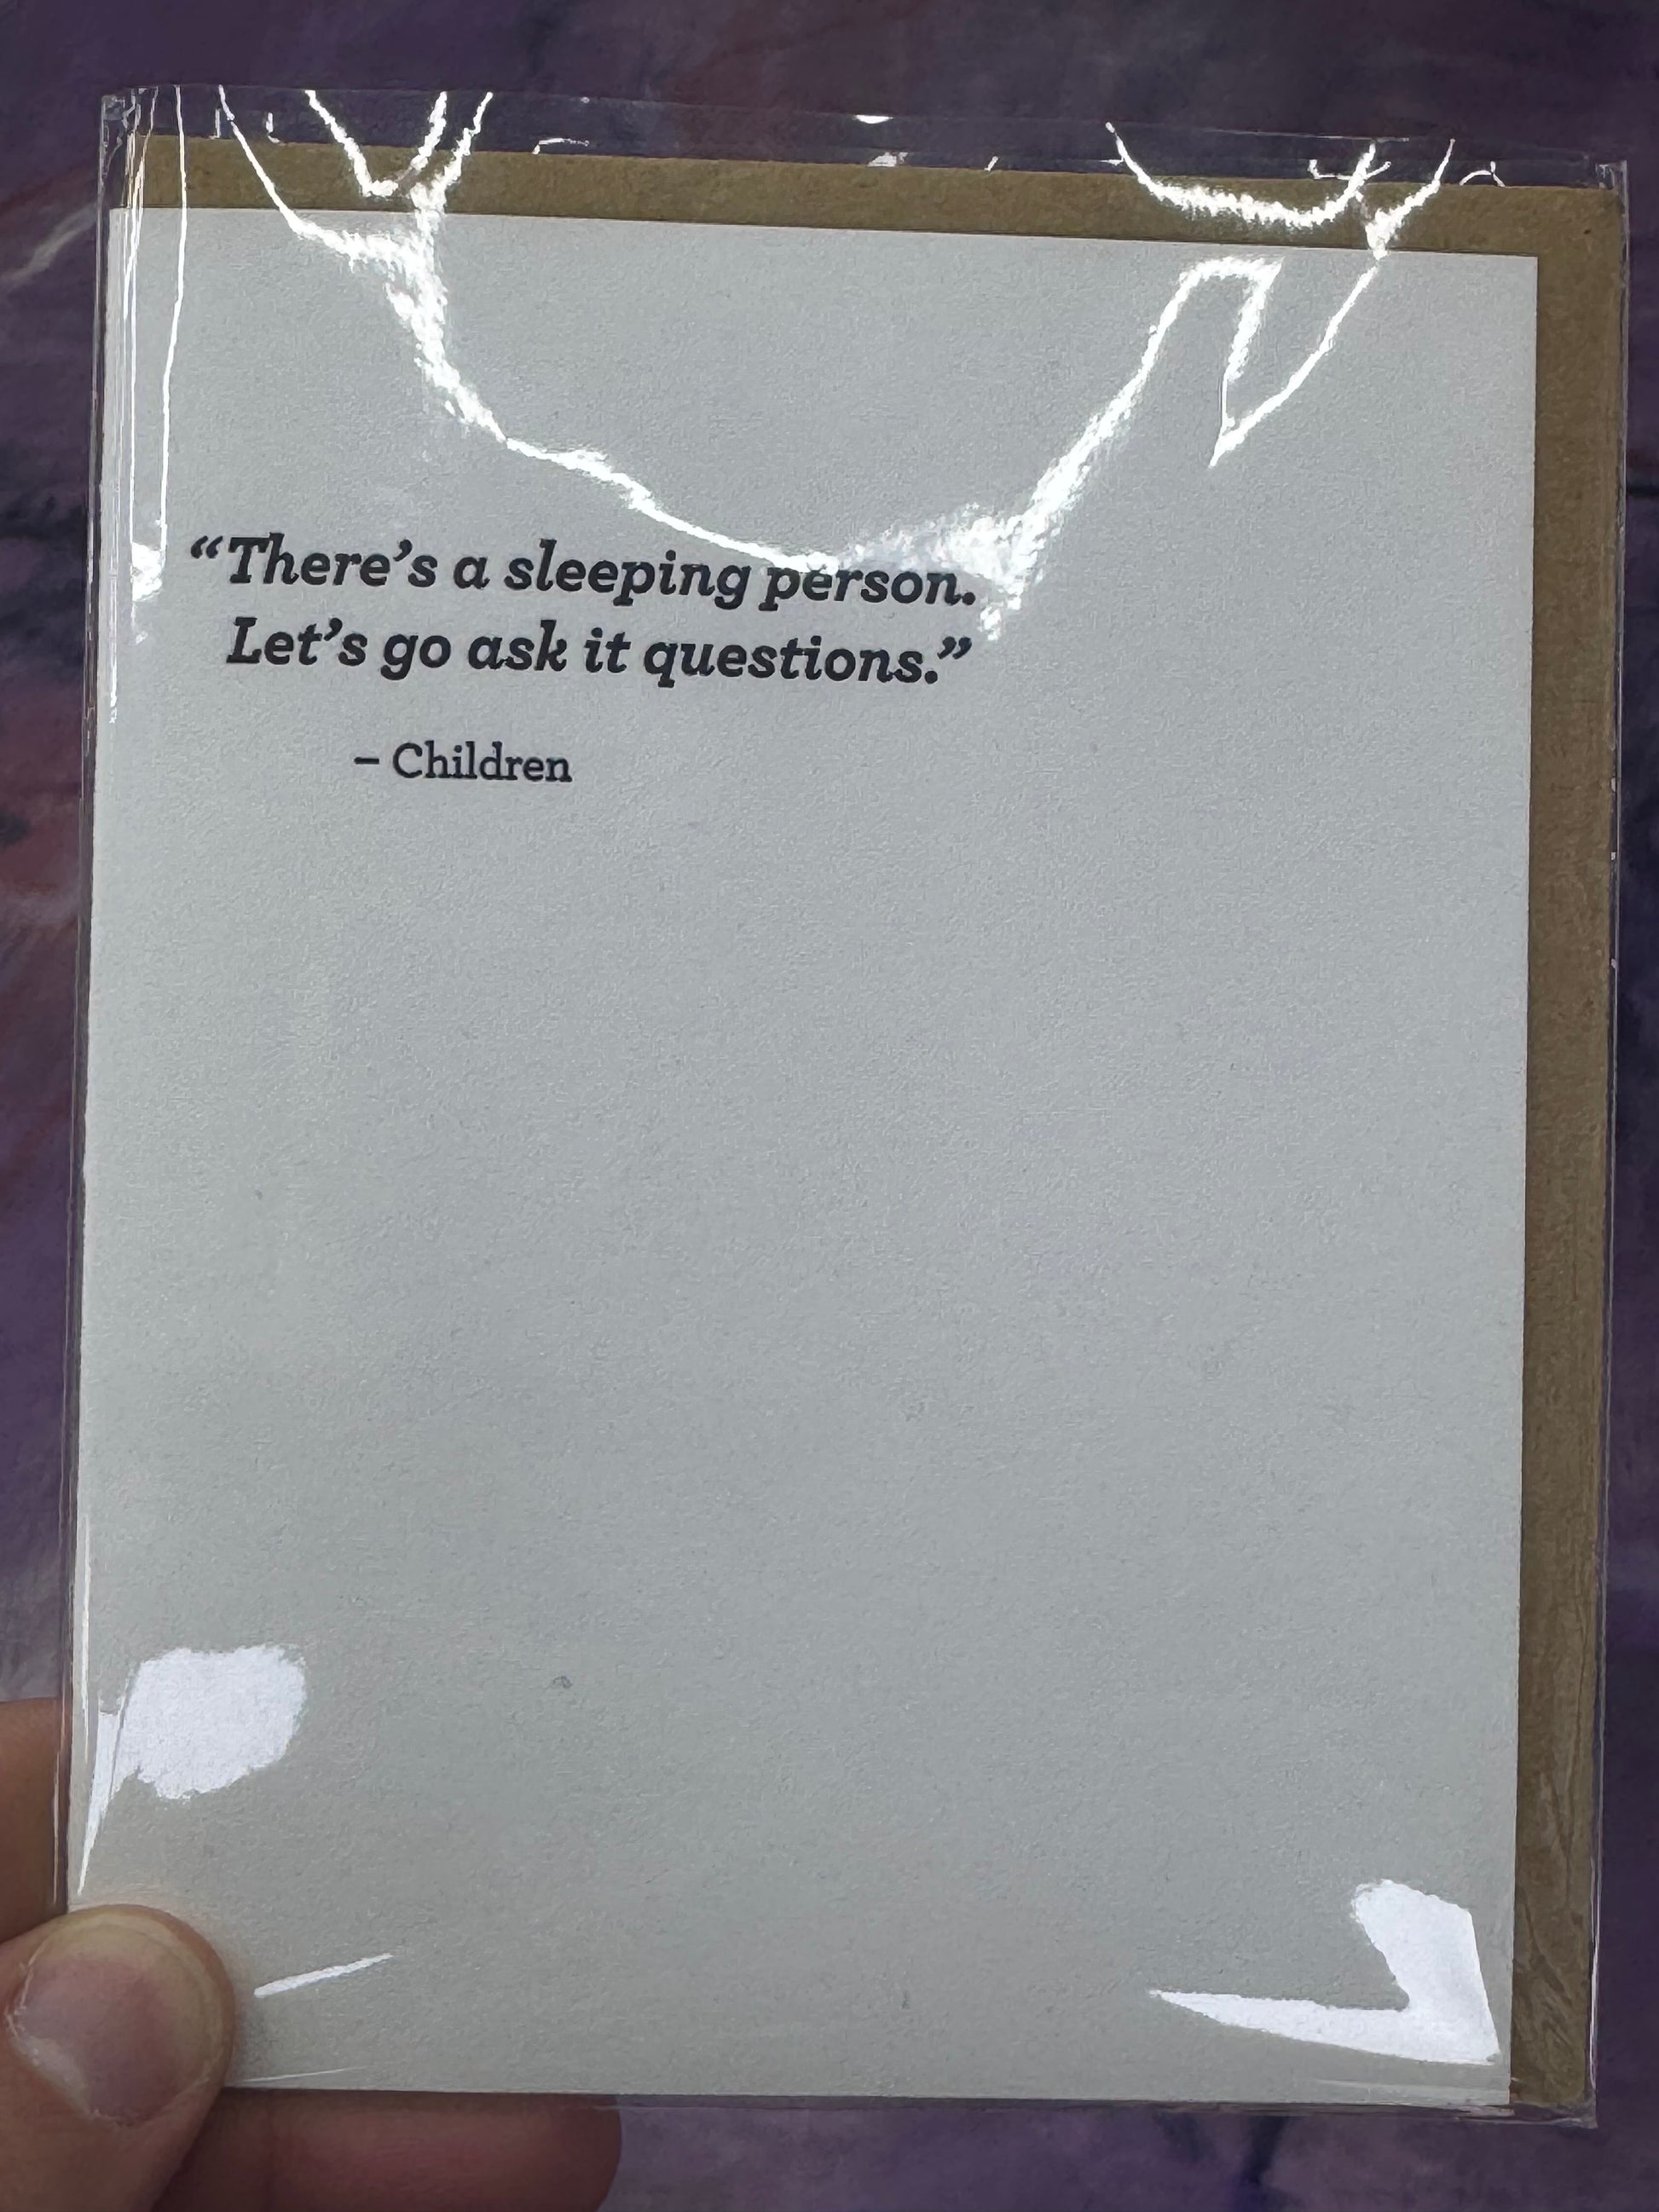 “There’s a sleeping person.
Let’s go ask it questions.”
– Children